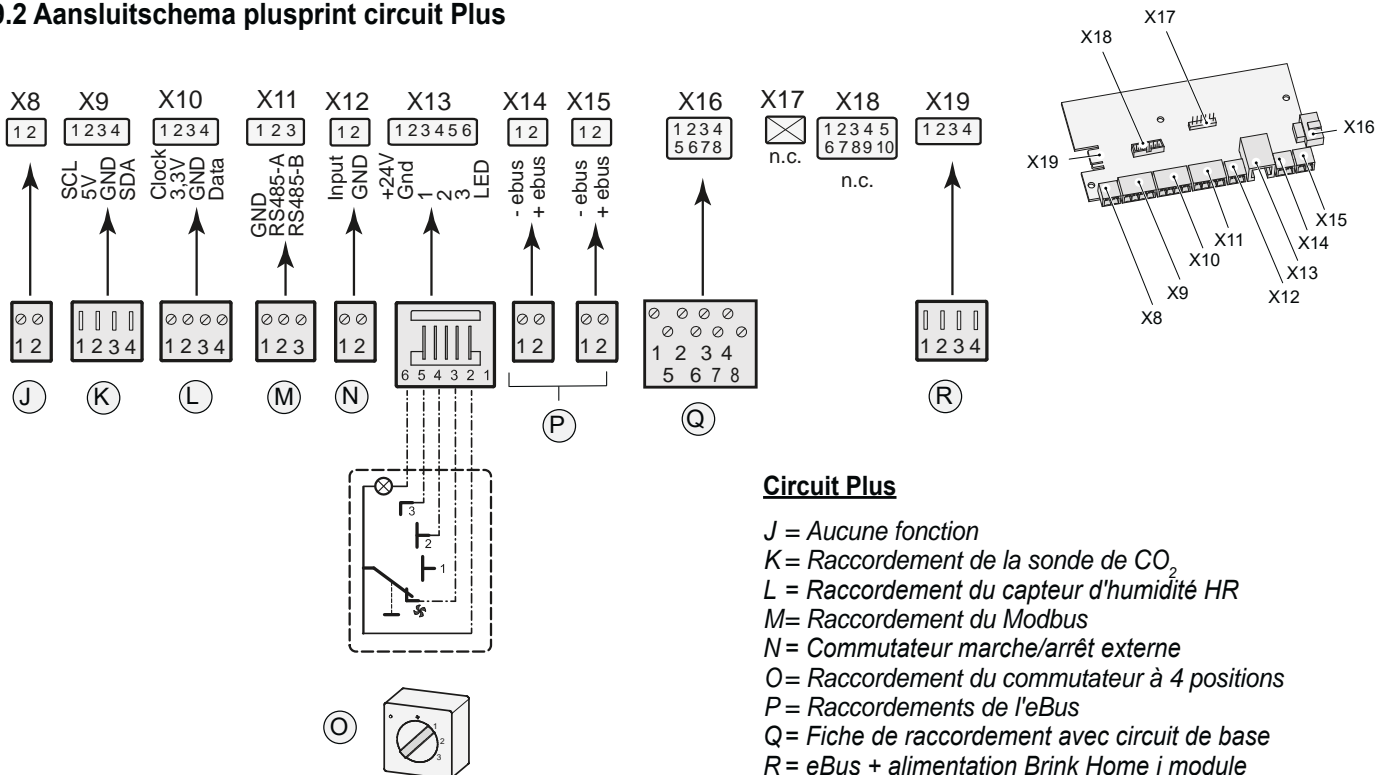 0.2 Aansluitschema plusprint circuit Plus
X8 X9 X10 X11 X12 X13 X14 X15 X16 X17 X18 X19
1 2
1 2 3 4
1 2 3 4
1 2 3
1 2
1 2 3 4 5 6
1 2
1 2
1 2 3 4
5 6 7 8
n.c.
1 2 3 4 5
6 7 8 9 10
n.c.
1 2 3 4
SCL
5V
GND
SDA
Clock
3,3V
GND
Data
GND
RS485-A
RS485-B
Input
GND
+24V
Gnd
1
2
3
LED
- ebus
+ ebus
- ebus
+ ebus
1 2
1 2 3 4
1 2 3 4
1 2 3
1 2
6 5 4 3 2 1
1 2
1 2
1 2 3 4
5 6 7 8
1 2 3 4
J
K
L
M
N
P
Q
R
3
2
1
O
1
2
3
X17
X18
X16
X19
X15
X14
X11
X13
X10
X12
X9
X8
Circuit Plus
J = Aucune fonction
K = Raccordement de la sonde de CO2
L = Raccordement du capteur d'humidité HR
M= Raccordement du Modbus
N = Commutateur marche/arrêt externe
O = Raccordement du commutateur à 4 positions
P = Raccordements de l'eBus
Q = Fiche de raccordement avec circuit de base
R = eBus + alimentation Brink Home i module